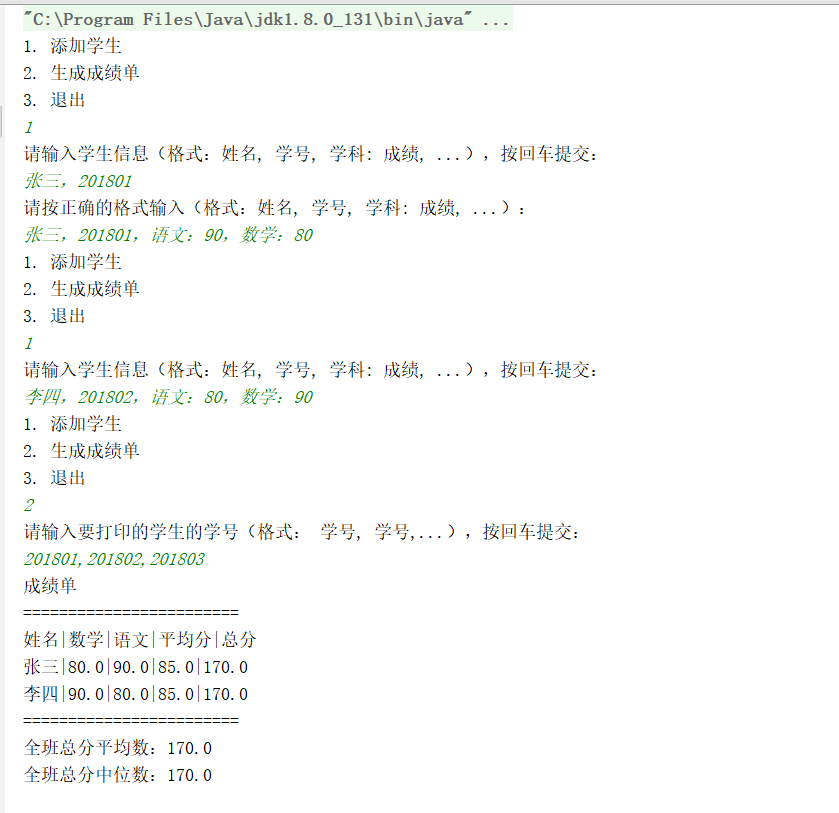 "C:\Program Files\Java\jdk1.8.0_131\bin\java" ...
1. 添加学生
2. 生成成绩单
3. 退出
1
请输入学生信息（格式：姓名, 学号, 学科: 成绩, ...），按回车提交：
张三，201801
请按正确的格式输入（格式：姓名, 学号, 学科: 成绩, ...）：
张三，201801，语文：90，数学：80
1. 添加学生
2. 生成成绩单
3. 退出
1
请输入学生信息（格式：姓名, 学号, 学科: 成绩, ...），按回车提交：
李四，201802，语文：80，数学：90
1. 添加学生
2. 生成成绩单
3. 退出
2
请输入要打印的学生的学号（格式： 学号, 学号,...），按回车提交：
201801,201802,201803
成绩单
========================
姓名|数学|语文|平均分|总分
张三|80.0|90.0|85.0|170.0
李四|90.0|80.0|85.0|170.0
========================
全班总分平均数：170.0
全班总分中位数：170.0